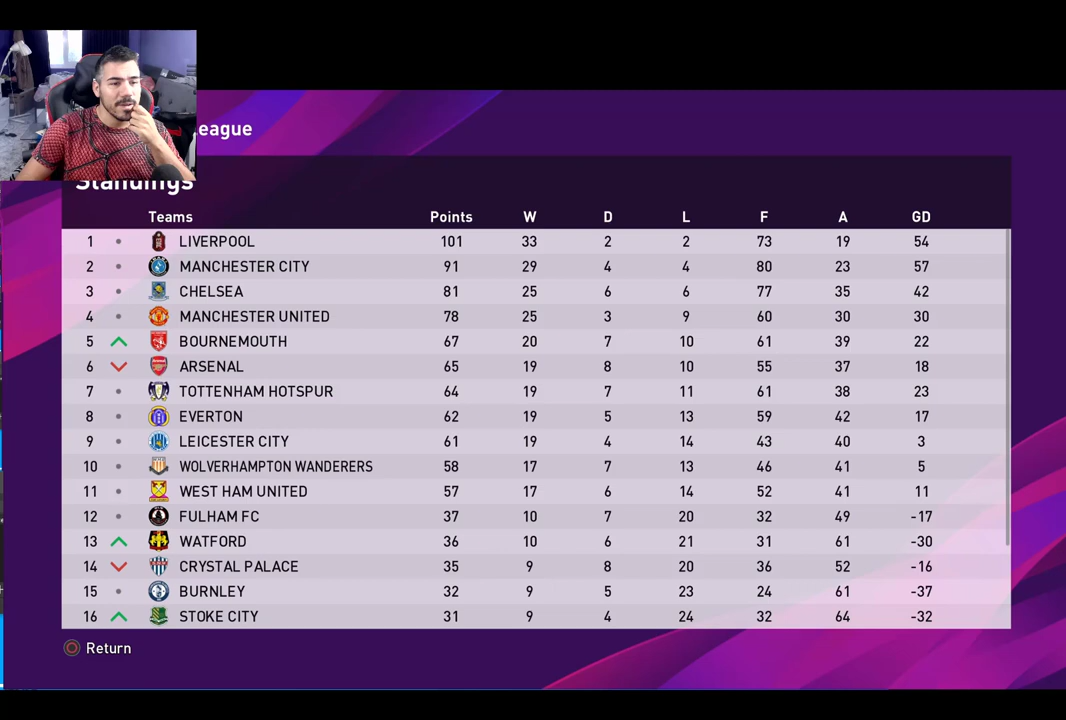 eague
Standings
Teams Points W D L F A GD
1 LIVERPOOL 101 33 2 2 73 19 54
2 MANCHESTER CITY 91 29 4 4 80 23 57
3 CHELSEA 81 25 6 6 77 35 42
4 MANCHESTER UNITED 78 25 3 9 60 30 30
5 BOURNEMOUTH 67 20 7 10 61 39 22
6 ARSENAL 65 19 8 10 55 37 18
7 TOTTENHAM HOTSPUR 64 19 7 11 61 38 23
8 EVERTON 62 19 5 13 59 42 17
9 LEICESTER CITY 61 19 4 14 43 40 3
10 WOLVERHAMPTON WANDERERS 58 17 7 13 46 41 5
11 WEST HAM UNITED 57 17 6 14 52 41 11
12 FULHAM FC 37 10 7 20 32 49 -17
13 WATFORD 36 10 6 21 31 61 -30
14 CRYSTAL PALACE 35 9 8 20 36 52 -16
15 BURNLEY 32 9 5 23 24 61 -37
16 STOKE CITY 31 9 4 24 32 64 -32
Return